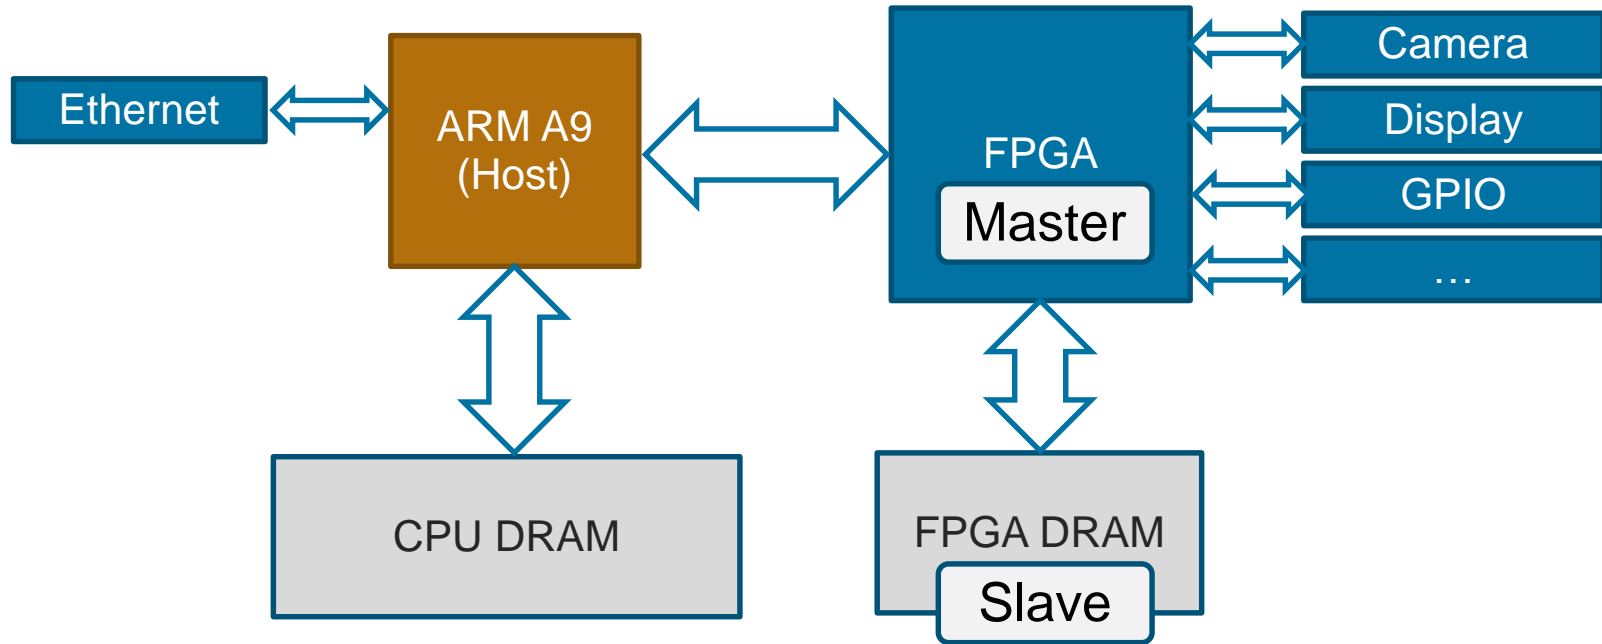 Ethernet
ARM A9
(Host)
FPGA
Master
Camera
Display
GPIO
...
CPU DRAM
FPGA DRAM
Slave